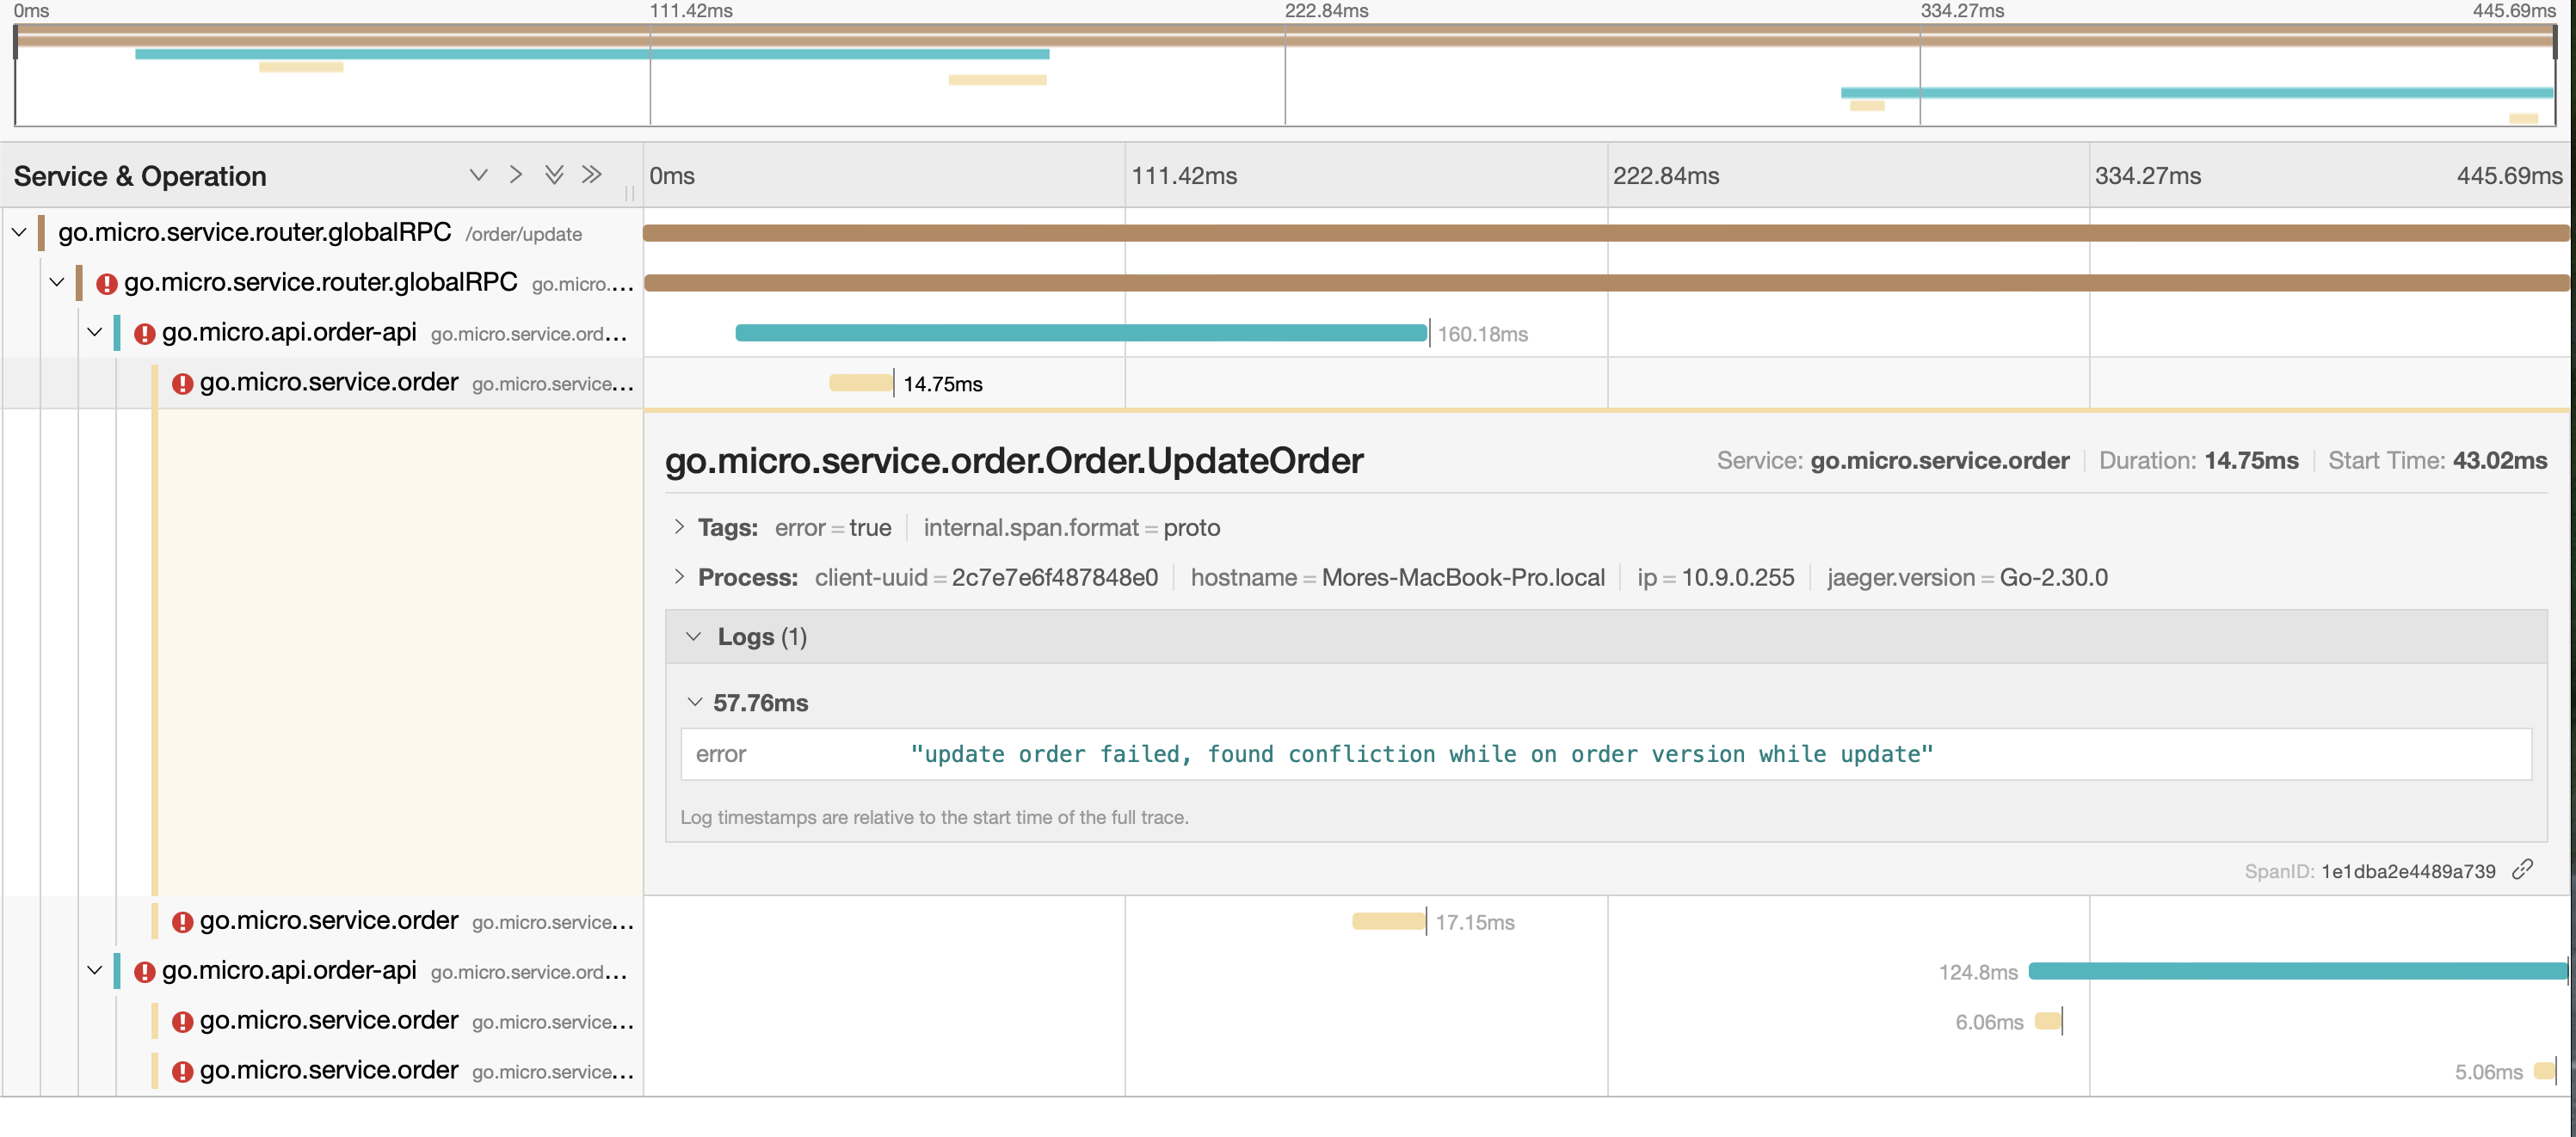 0ms 111.42ms 222.84ms 334.27ms 445.69ms
Service & Operation 0ms 111.42ms 222.84ms 334.27ms 445.69ms
go.micro.service.router.globalRPC /order/update
go.micro.service.router.globalRPC go.micro....
go.micro.api.order-api go.micro.service.ord... 160.18ms
go.micro.service.order go.micro.service... 14.75ms
go.micro.service.order.Order.UpdateOrder Service: go.micro.service.order Duration: 14.75ms Start Time: 43.02ms
Tags: error = true internal.span.format = proto
Process: client-uuid = 2c7e7e6f487848e0 hostname = Mores-MacBook-Pro.local ip = 10.9.0.255 jaeger.version = Go-2.30.0
Logs (1)
57.76ms
error "update order failed, found confliction while on order version while update"
Log timestamps are relative to the start time of the full trace.
SpanID: 1e1dba2e4489a739
go.micro.service.order go.micro.service... 17.15ms
go.micro.api.order-api go.micro.service.ord... 124.8ms
go.micro.service.order go.micro.service... 6.06ms
go.micro.service.order go.micro.service... 5.06ms